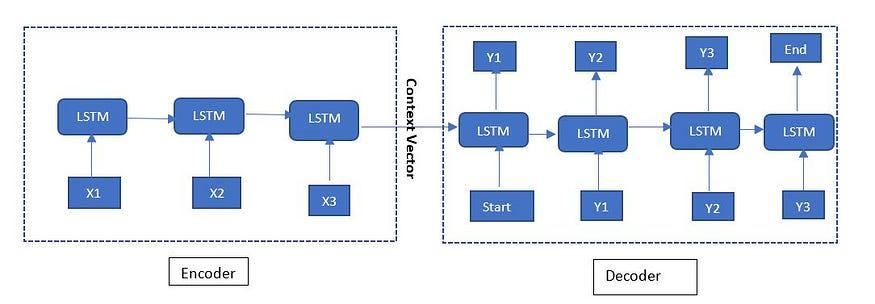 Y1 Y2 Y3 End
LSTM LSTM LSTM
Context Vector
LSTM LSTM LSTM LSTM
X1 X2 X3
Start Y1 Y2 Y3
Encoder
Decoder